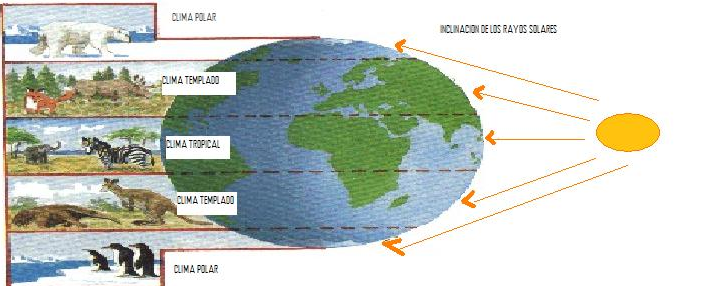 CLIMA POLAR
INCLINACION DE LOS RAYOS SOLARES
CLIMA TEMPLADO
CLIMA TROPICAL
CLIMA TEMPLADO
CLIMA POLAR